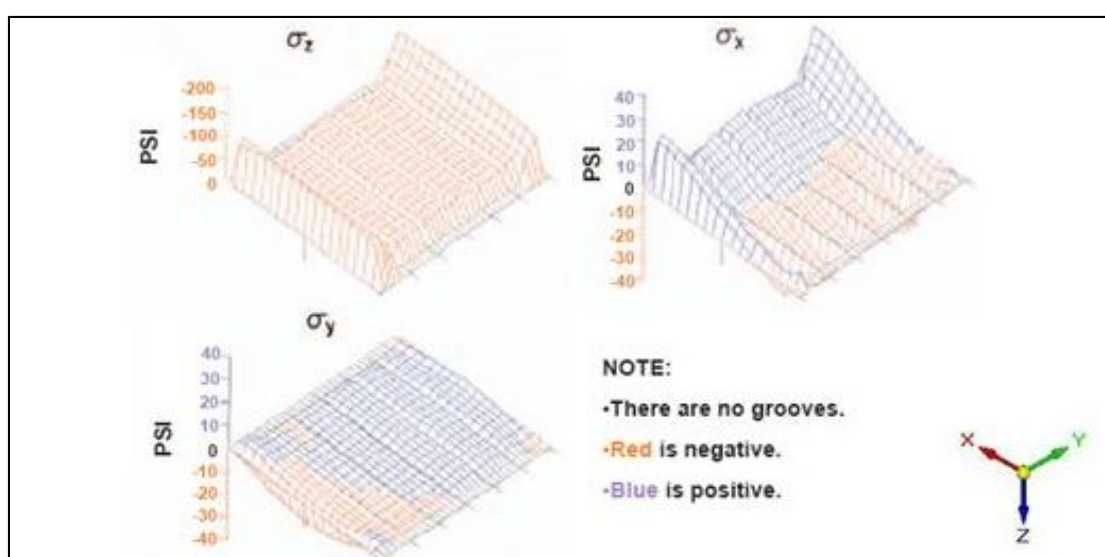 σz
-200
-150
-100
-50
0
PSI
σx
40
30
20
10
0
-10
-20
-30
-40
PSI
σy
40
30
20
10
0
-10
-20
-30
-40
PSI
NOTE:
•There are no grooves.
•Red is negative.
•Blue is positive.
X
Y
Z